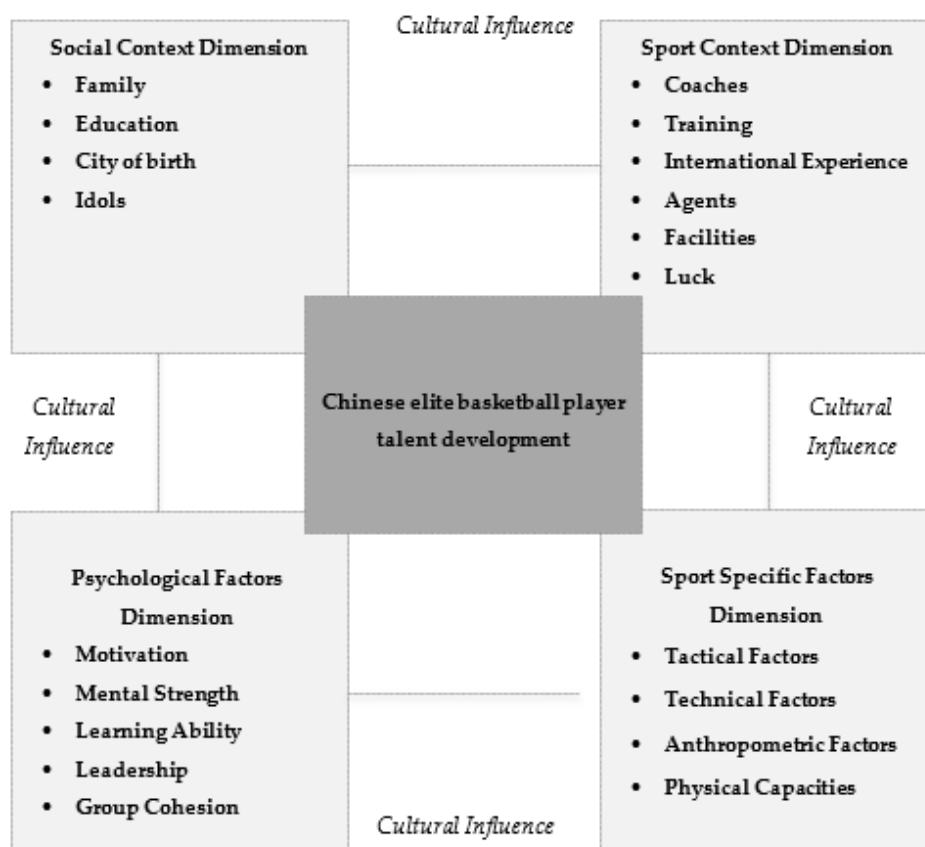 Cultural Influence
Social Context Dimension
• Family
• Education
• City of birth
• Idols
Sport Context Dimension
• Coaches
• Training
• International Experience
• Agents
• Facilities
• Luck
Cultural
Influence
Chinese elite basketball player
talent development
Cultural
Influence
Psychological Factors
Dimension
• Motivation
• Mental Strength
• Learning Ability
• Leadership
• Group Cohesion
Sport Specific Factors
Dimension
• Tactical Factors
• Technical Factors
• Anthropometric Factors
• Physical Capacities
Cultural Influence